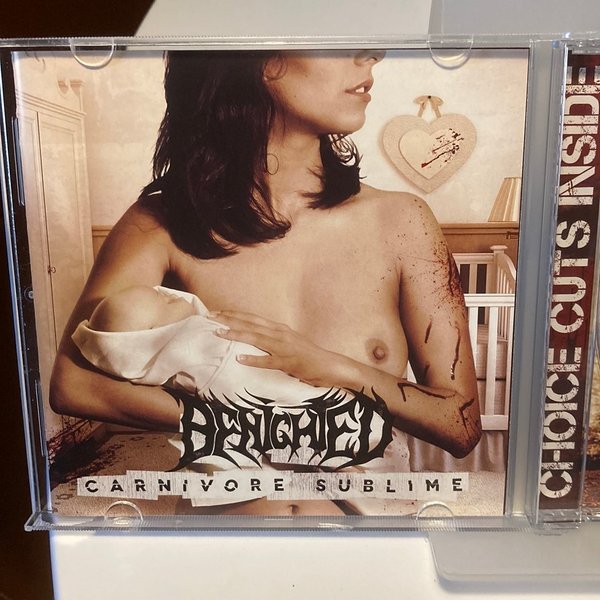 BENIGHTED
CARNIVORE SUBLIME
CHOICE CUTS INSIDE